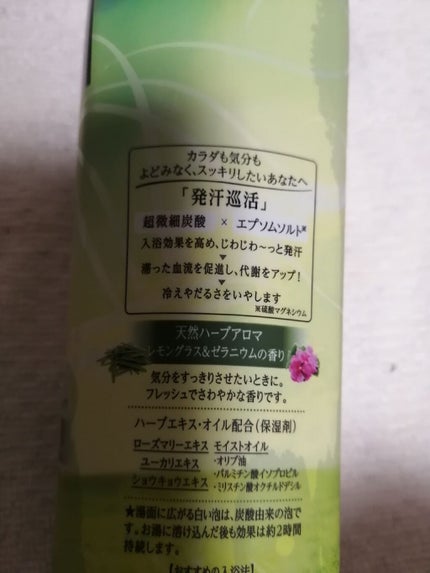 カラダも気分も
よどみなく、スッキリしたいあなたへ
「発汗巡活」
超微細炭酸 × エプソムソルト※
入浴効果を高め、じわじわ〜っと発汗
▼
滞った血流を促進し、代謝をアップ！
▼
冷えやだるさをいやします
※硫酸マグネシウム
天然ハーブアロマ
レモングラス&ゼラニウムの香り
気分をすっきりさせたいときに。
フレッシュでさわやかな香りです。
ハーブエキス・オイル配合（保湿剤）
ローズマリーエキス モイストオイル
ユーカリエキス ・オリブ油
ショウキョウエキス ・パルミチン酸イソプロピル
・ミリスチン酸オクチルドデシル
★湯面に広がる白い泡は、炭酸由来の泡で
す。お湯に溶け込んだ後も効果は約2時間
持続します。
【おすすめの入浴法】